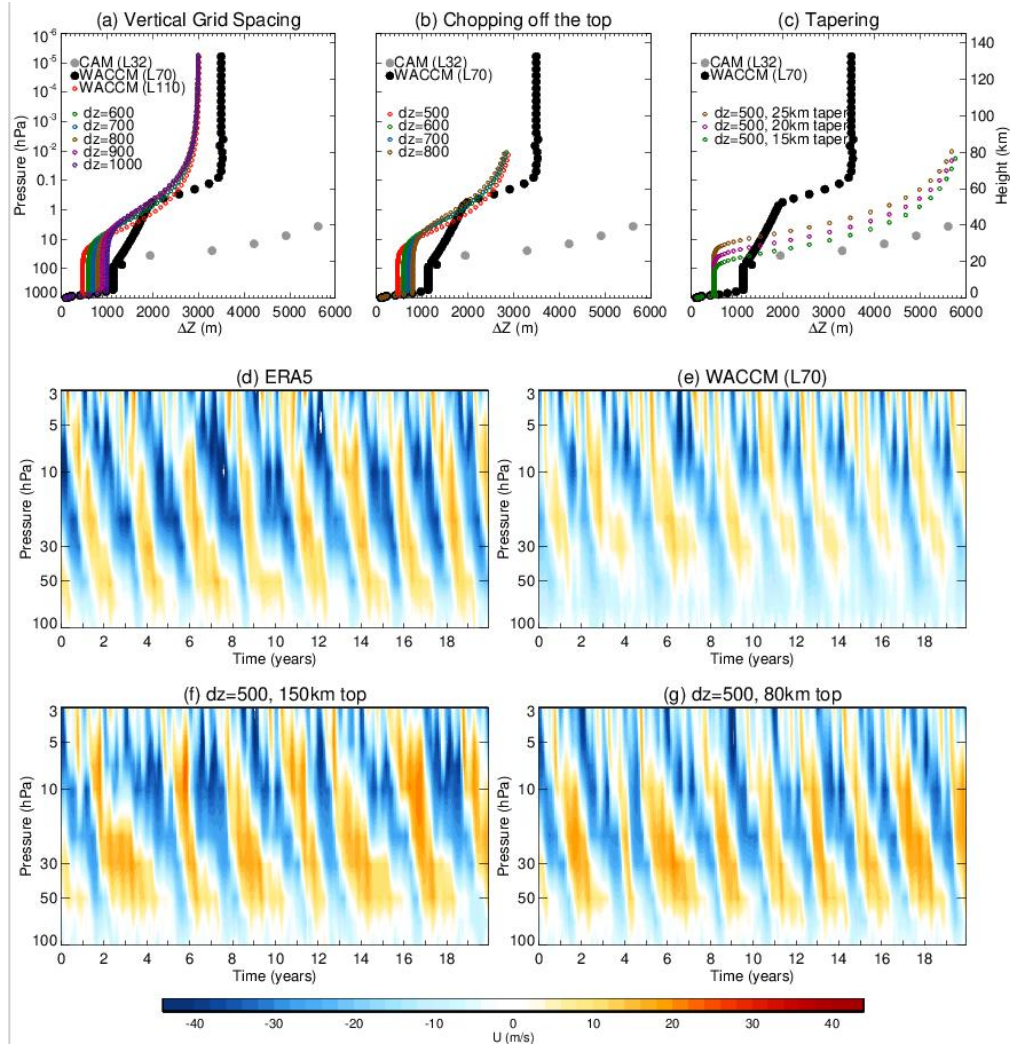 (a) Vertical Grid Spacing
Pressure (hPa)
10⁻⁶
10⁻⁵
10⁻⁴
10⁻³
10⁻²
0.1
1
10
100
1000
CAM (L32)
WACCM (L70)
WACCM (L110)
dz=600
dz=700
dz=800
dz=900
dz=1000
0 1000 2000 3000 4000 5000 6000
ΔZ (m)
(b) Chopping off the top
CAM (L32)
WACCM (L70)
dz=500
dz=600
dz=700
dz=800
0 1000 2000 3000 4000 5000 6000
ΔZ (m)
(c) Tapering
CAM (L32)
WACCM (L70)
dz=500, 25km taper
dz=500, 20km taper
dz=500, 15km taper
0 1000 2000 3000 4000 5000 6000
ΔZ (m)
140
120
100
80
60
40
20
0
Height (km)
(d) ERA5
Pressure (hPa)
3
5
10
30
50
100
0 2 4 6 8 10 12 14 16 18
Time (years)
(e) WACCM (L70)
Pressure (hPa)
3
5
10
30
50
100
0 2 4 6 8 10 12 14 16 18
Time (years)
(f) dz=500, 150km top
Pressure (hPa)
3
5
10
30
50
100
0 2 4 6 8 10 12 14 16 18
Time (years)
(g) dz=500, 80km top
Pressure (hPa)
3
5
10
30
50
100
0 2 4 6 8 10 12 14 16 18
Time (years)
-40 -30 -20 -10 0 10 20 30 40
U (m/s)